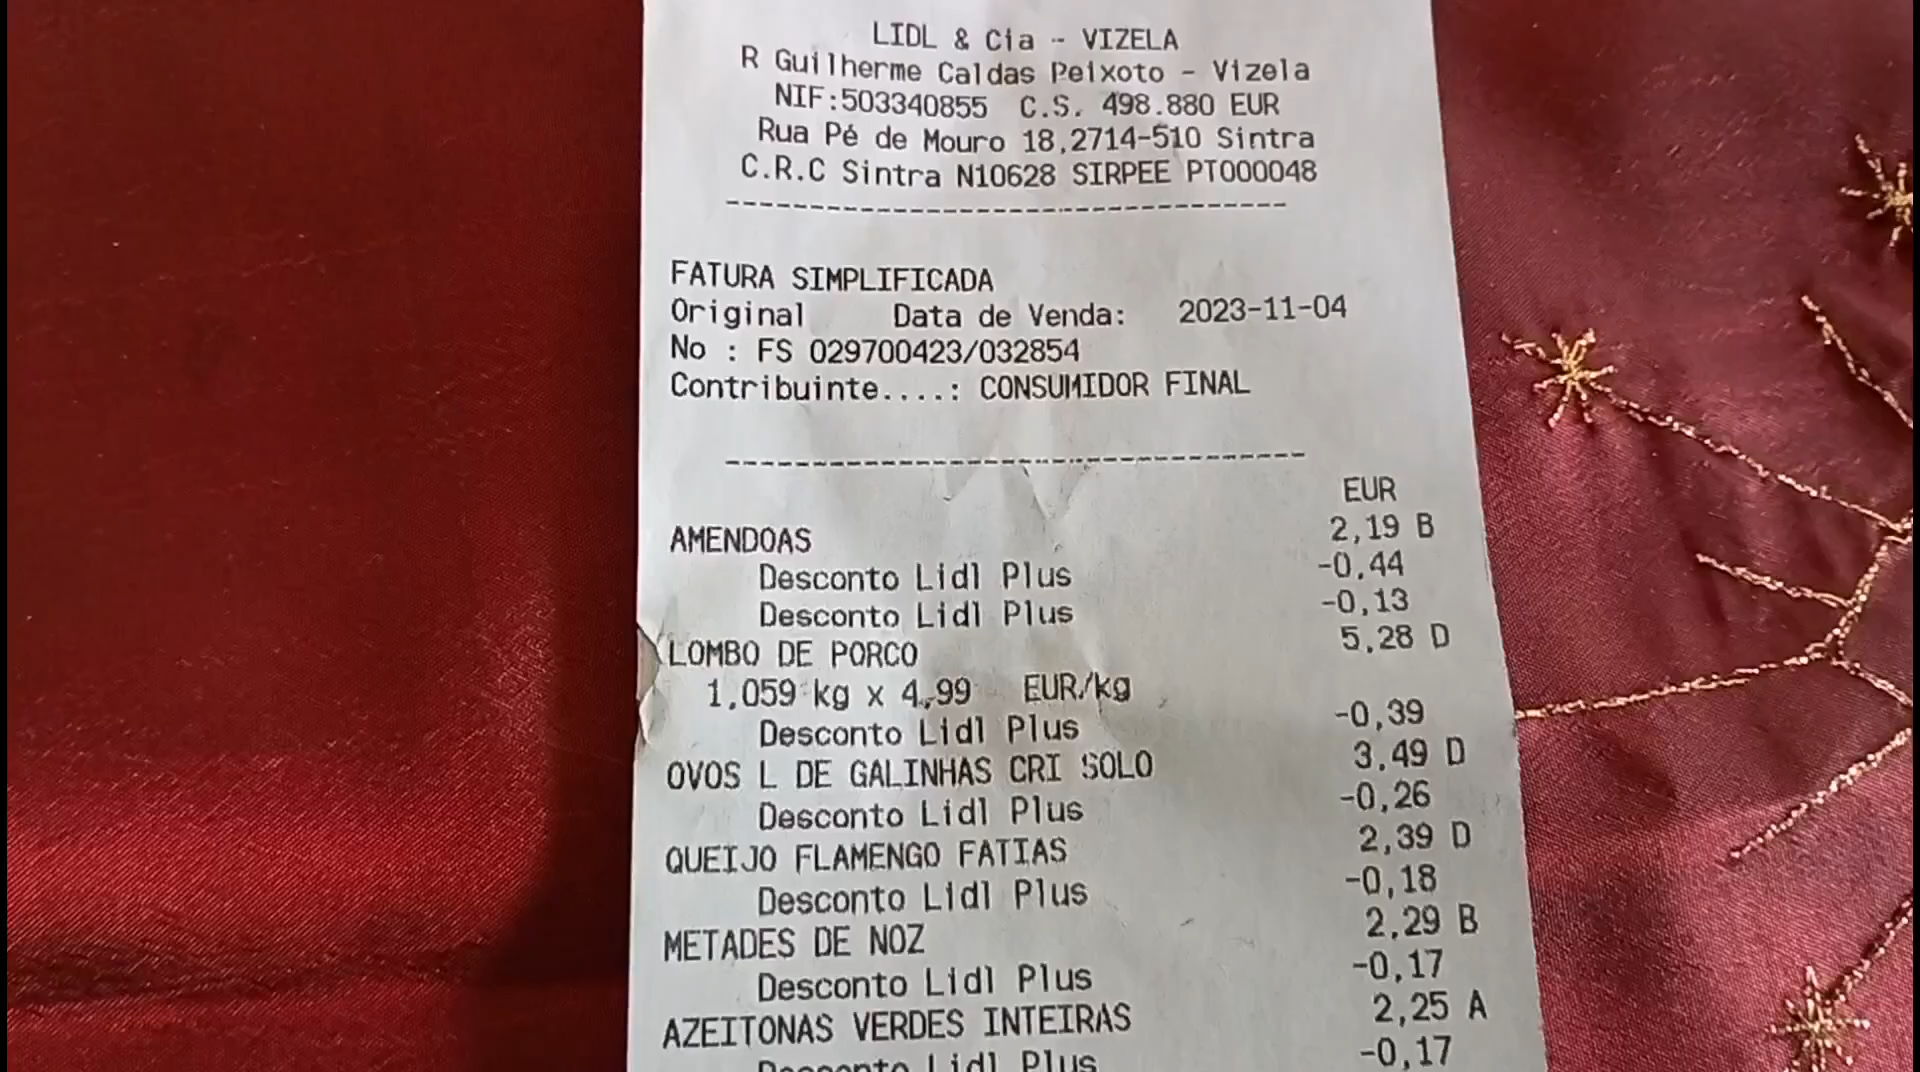 LIDL & Cia - VIZELA
R Guilherme Caldas Peixoto - Vizela
NIF:503340855 C.S. 498.880 EUR
Rua Pé de Mouro 18,2714-510 Sintra
C.R.C Sintra N10628 SIRPEE PT000048
FATURA SIMPLIFICADA
Original Data de Venda: 2023-11-04
No : FS 029700423/032854
Contribuinte....: CONSUMIDOR FINAL
EUR
AMENDOAS 2,19 B
Desconto Lidl Plus -0,44
Desconto Lidl Plus -0,13
LOMBO DE PORCO 5,28 D
1,059 kg x 4,99 EUR/kg
Desconto Lidl Plus -0,39
OVOS L DE GALINHAS CRI SOLO 3,49 D
Desconto Lidl Plus -0,26
QUEIJO FLAMENGO FATIAS 2,39 D
Desconto Lidl Plus -0,18
METADES DE NOZ 2,29 B
Desconto Lidl Plus -0,17
AZEITONAS VERDES INTEIRAS 2,25 A
Desconto Lidl Plus -0,17